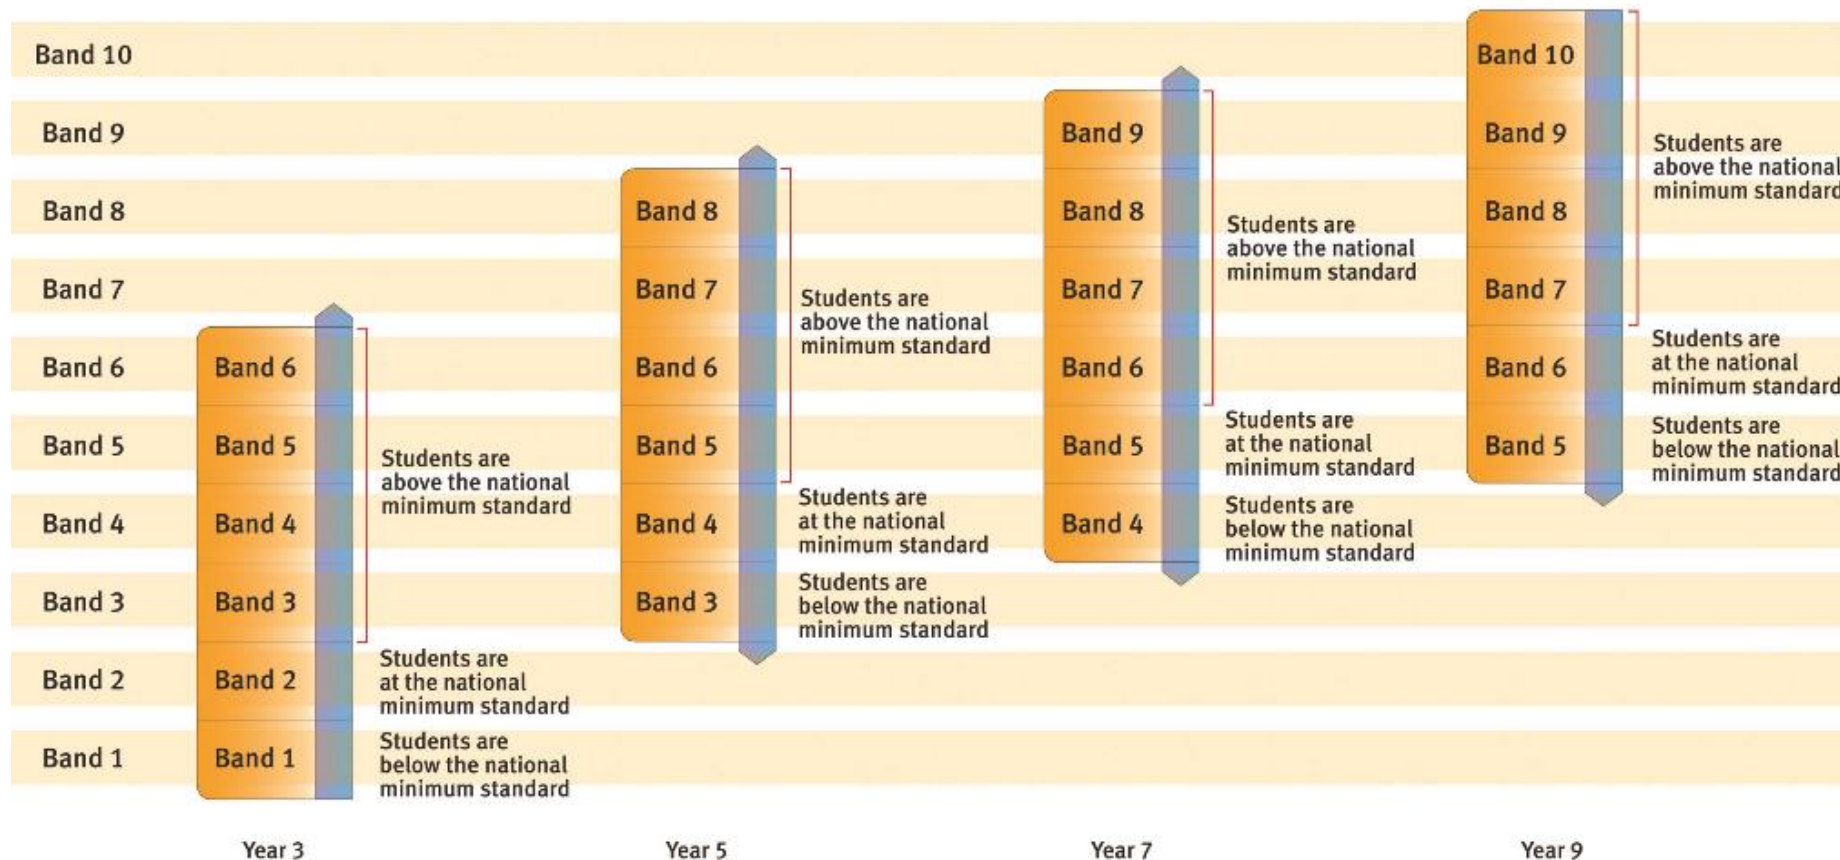 Band 10
Band 9
Band 8
Band 7
Band 6
Band 5
Band 4
Band 3
Band 2
Band 1
Band 6
Band 5
Band 4
Band 3
Band 2
Band 1
Students are
above the national
minimum standard
Students are
at the national
minimum standard
Students are
below the national
minimum standard
Year 3
Band 8
Band 7
Band 6
Band 5
Band 4
Band 3
Students are
above the national
minimum standard
Students are
at the national
minimum standard
Students are
below the national
minimum standard
Year 5
Band 9
Band 8
Band 7
Band 6
Band 5
Band 4
Students are
above the national
minimum standard
Students are
at the national
minimum standard
Students are
below the national
minimum standard
Year 7
Band 10
Band 9
Band 8
Band 7
Band 6
Band 5
Students are
above the national
minimum standard
Students are
at the national
minimum standard
Students are
below the national
minimum standard
Year 9